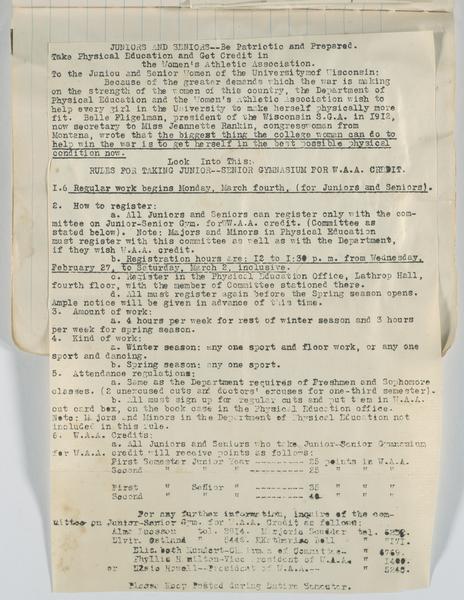 JUNIORS AND SENIORS--Be Patriotic and Prepared.
Take Physical Education and Get Credit in
the Women's Athletic Association.
To the Juniou and Senior Women of the Universityof Wisconsin:
Because of the greater demands which the war is making
on the strength of the women of this country, the Department of
Physical Education and the Women's Athletic Association wish to
help every girl in the University to make herself physically more
fit. Belle Fligelman, president of the Wisconsin S.G.A. in 1912,
now secretary to Miss Jeannette Rankin, congresswoman from
Montana, wrote that the biggest thing the college woman can do to
help win the war is to get herself in the best possible physical
condition now.
Look Into This:
RULES FOR TAKING JUNIOR--SENIOR GYMNASIUM FOR W.A.A. CREDIT.
1.6 Regular work begins Monday, March fourth, (for Juniors and Seniors).
2. How to register:
a. All Juniors and Seniors can register only with the com-
mittee on Junior-Senior Gym. for W.A.A. credit. (Committee as
stated below). Note: Majors and Minors in Physical Education
must register with this committee as well as with the Department,
if they wish W.A.A. credit.
b. Registration hours are: 12 to 1:30 p. m. from Wednesday,
February 27, to Saturday, March 2, inclusive.
c. Register in the Physical Education Office, Lathrop Hall,
fourth floor, with the member of Committee stationed there.
d. All must register again before the Spring season opens.
Ample notice will be given in advance of this time.
3. Amount of work:
a. 4 hours per week for rest of winter season and 3 hours
per week for spring season.
4. Kind of work:
a. Winter season: any one sport and floor work, or any one
sport and dancing.
b. Spring season: any one sport.
5. Attendance regulations:
a. Same as the Department requires of Freshmen and Sophomore
classes. (2 unexcused cuts and doctors' excuses for one-third semester).
b. All must sign up for regular cuts and put them in W.A.A.
cut card box, on the book case in the Physical Education office.
Note: Majors and Minors in the Department of Physical Education not
included in this rule.
6. W.A.A. Credits:
a. All Juniors and Seniors who take Junior-Senior Gymnasium
for W.A.A. credit will receive points as follows:
First Semester Junior Year ------- 25 points in W.A.A.
Second " " " --------- 25 " " "
First " Senior " --------- 35 " " "
Second " " " --------- 40 " " "
For any further information, inquire of the com-
mittee on Junior-Senior Gym. for W.A.A. Credit as follows:
tel. Marjorie tel.
Katherine "
Elizabeth Chairman of Committee- "
Phyllis Hamilton-Vice President of W.A.A. "
or Elsie Howell--President of W.A.A.-- "
Please Keep Posted during Entire Semester.